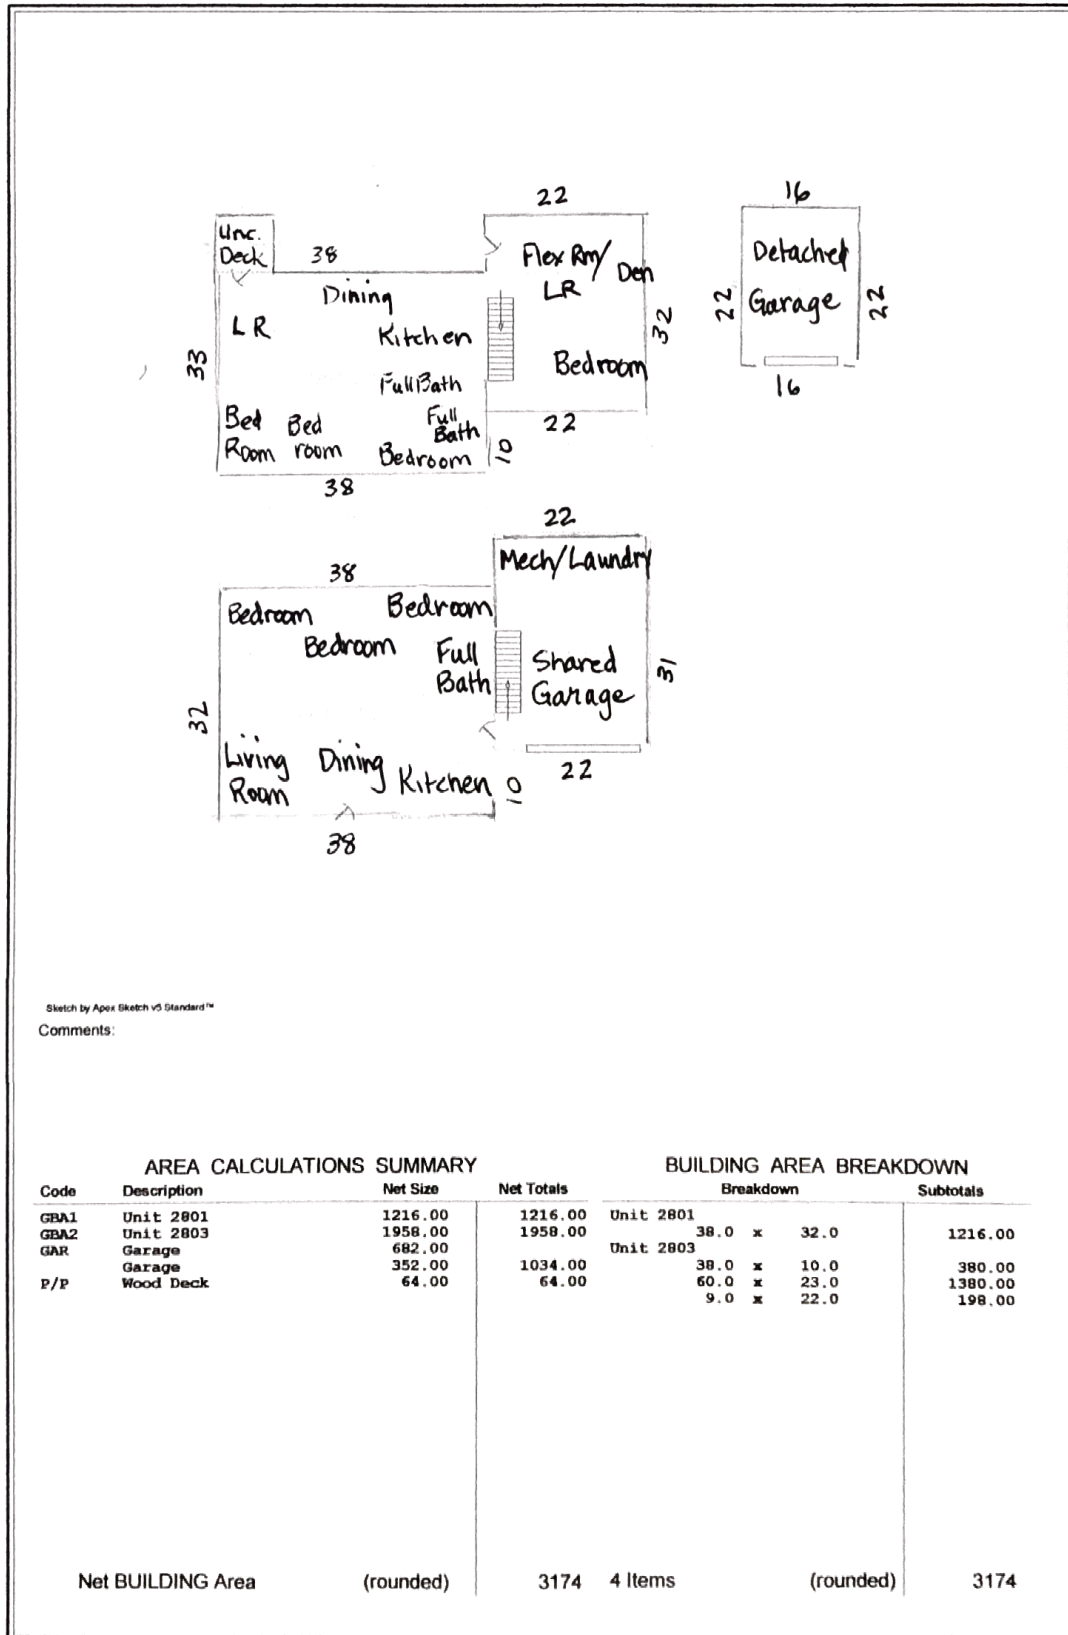 22
16
Unc.
Deck
38
Flex Rm/ Den
LR
Detached
Garage
22
22
Dining
LR
Kitchen
32
33
Full Bath
Bedroom
16
Bed
Room
Bed
room
Full
Bath
Bedroom
22
10
38
22
Mech/Laundry
38
Bedroom
Bedroom
Bedroom
Full
Bath
Shared
Garage
31
32
Living
Room
Dining
Kitchen
22
10
38
Sketch by Apex Sketch v5 Standard™
Comments:
AREA CALCULATIONS SUMMARY
Code Description Net Size Net Totals
GBA1 Unit 2801 1216.00 1216.00
GBA2 Unit 2803 1958.00 1958.00
GAR Garage 682.00
Garage 352.00 1034.00
P/P Wood Deck 64.00 64.00
Net BUILDING Area (rounded) 3174
BUILDING AREA BREAKDOWN
Breakdown Subtotals
Unit 2801
38.0 x 32.0 1216.00
Unit 2803
38.0 x 10.0 380.00
60.0 x 23.0 1380.00
9.0 x 22.0 198.00
4 Items (rounded) 3174